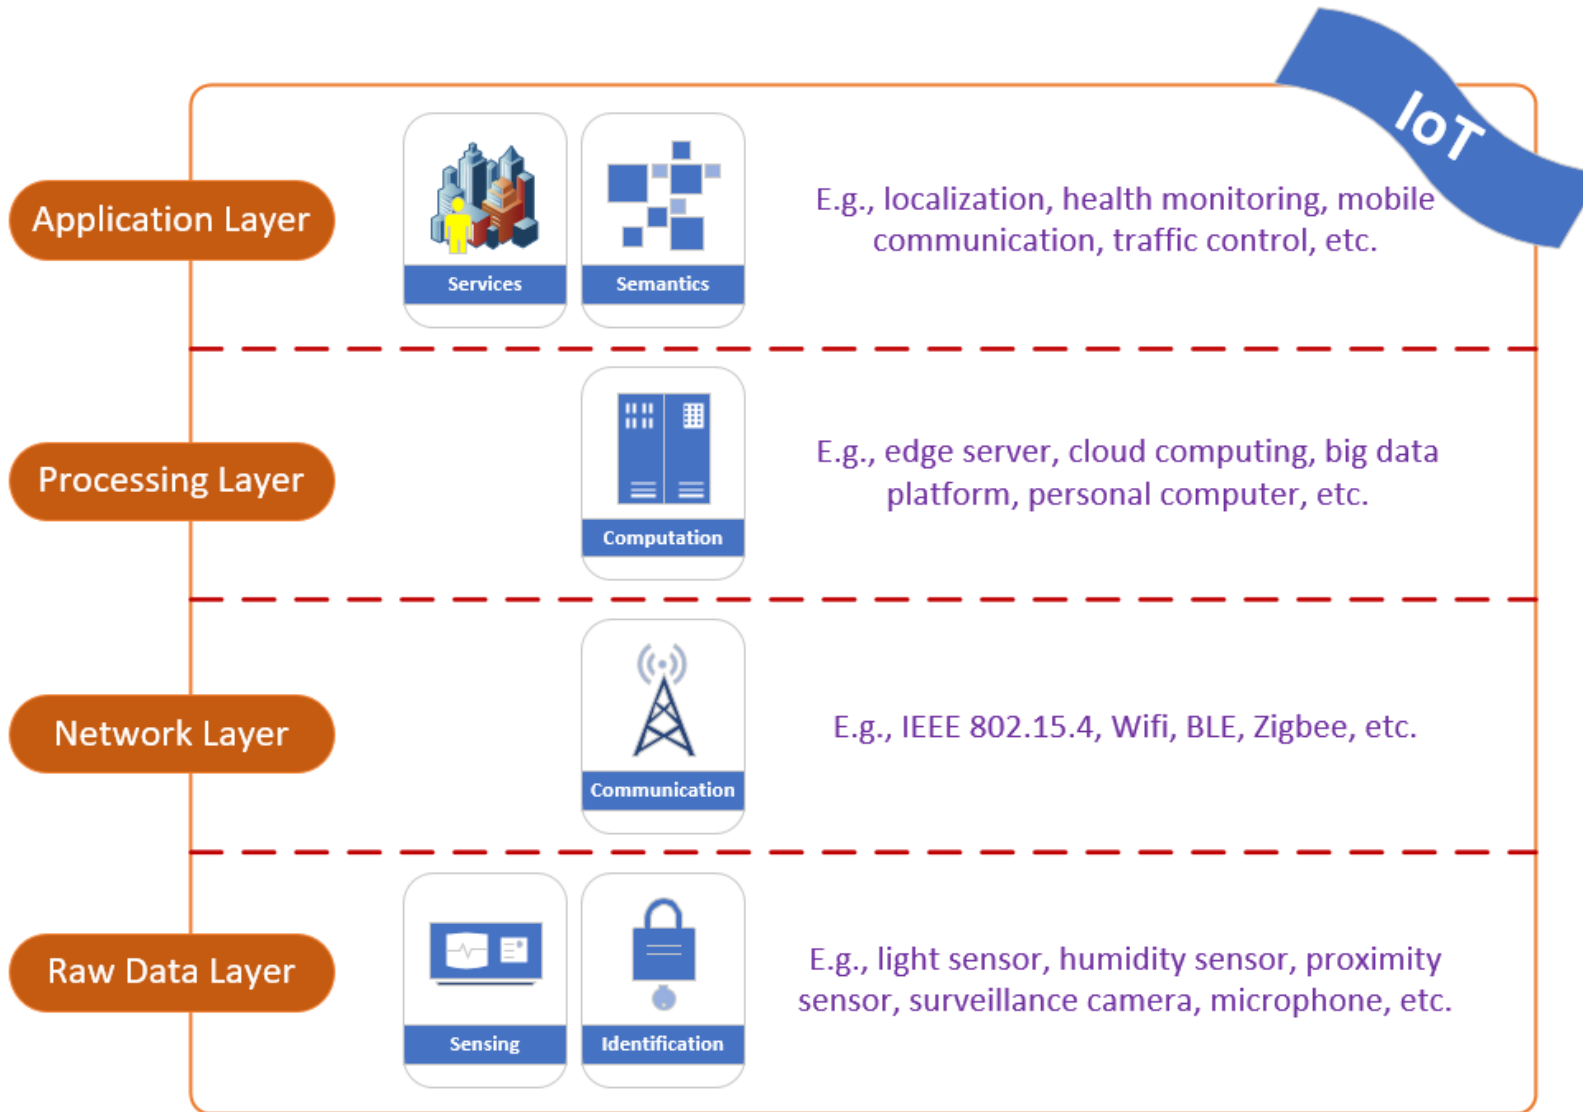 IoT
Application Layer
Services
Semantics
E.g., localization, health monitoring, mobile
communication, traffic control, etc.
Processing Layer
Computation
E.g., edge server, cloud computing, big data
platform, personal computer, etc.
Network Layer
Communication
E.g., IEEE 802.15.4, Wifi, BLE, Zigbee, etc.
Raw Data Layer
Sensing
Identification
E.g., light sensor, humidity sensor, proximity
sensor, surveillance camera, microphone, etc.